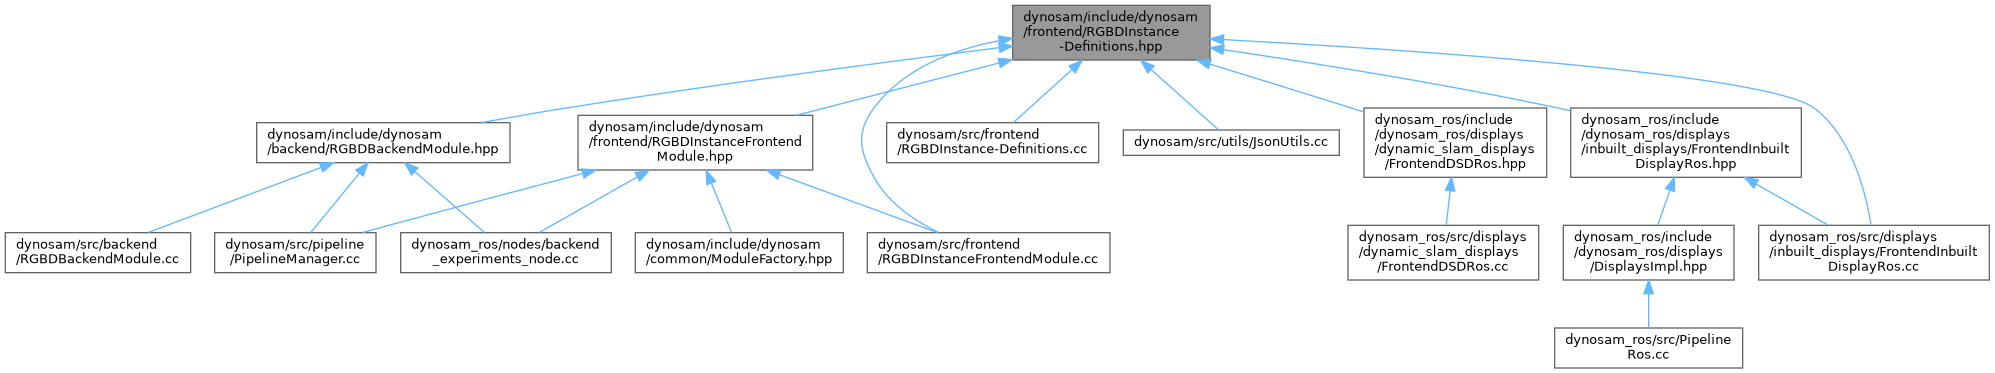 dynosam/include/dynosam
/frontend/RGBDInstance
-Definitions.hpp
dynosam/include/dynosam
/backend/RGBDBackendModule.hpp
dynosam/include/dynosam
/frontend/RGBDInstanceFrontend
Module.hpp
dynosam/src/frontend
/RGBDInstance-Definitions.cc
dynosam/src/utils/JsonUtils.cc
dynosam_ros/include
/dynosam_ros/displays
/dynamic_slam_displays
/FrontendDSDRos.hpp
dynosam_ros/include
/dynosam_ros/displays
/inbuilt_displays/FrontendInbuilt
DisplayRos.hpp
dynosam/src/backend
/RGBDBackendModule.cc
dynosam/src/pipeline
/PipelineManager.cc
dynosam_ros/nodes/backend
_experiments_node.cc
dynosam/include/dynosam
/common/ModuleFactory.hpp
dynosam/src/frontend
/RGBDInstanceFrontendModule.cc
dynosam_ros/src/displays
/dynamic_slam_displays
/FrontendDSDRos.cc
dynosam_ros/include
/dynosam_ros/displays
/DisplaysImpl.hpp
dynosam_ros/src/displays
/inbuilt_displays/FrontendInbuilt
DisplayRos.cc
dynosam_ros/src/Pipeline
Ros.cc